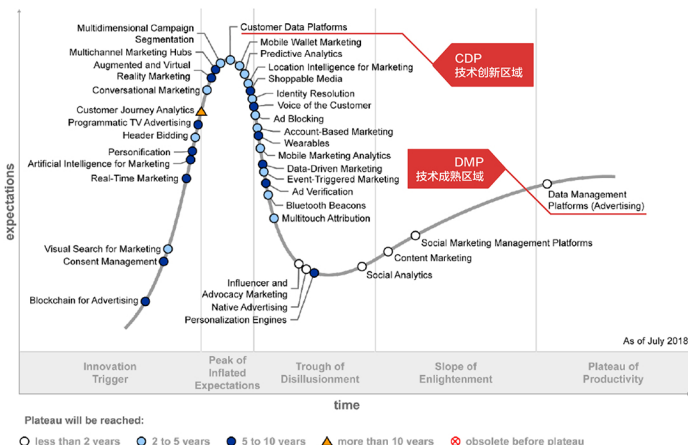 Multidimensional Campaign
Segmentation
Multichannel Marketing Hubs
Augmented and Virtual
Reality Marketing
Conversational Marketing
Customer Journey Analytics
Programmatic TV Advertising
Header Bidding
Personification
Artificial Intelligence for Marketing
Real-Time Marketing
Visual Search for Marketing
Consent Management
Blockchain for Advertising
Customer Data Platforms
Mobile Wallet Marketing
Predictive Analytics
Location Intelligence for Marketing
Shoppable Media
Identity Resolution
Voice of the Customer
Ad Blocking
Account-Based Marketing
Wearables
Mobile Marketing Analytics
Data-Driven Marketing
Event-Triggered Marketing
Ad Verification
Bluetooth Beacons
Multitouch Attribution
Influencer and
Advocacy Marketing
Native Advertising
Personalization Engines
Social Analytics
Content Marketing
Social Marketing Management Platforms
Data Management
Platforms (Advertising)
CDP
技术创新区域
DMP
技术成熟区域
expectations
As of July 2018
Innovation
Trigger
Peak of
Inflated
Expectations
Trough of
Disillusionment
Slope of
Enlightenment
Plateau of
Productivity
time
Plateau will be reached:
less than 2 years
2 to 5 years
5 to 10 years
more than 10 years
obsolete before plateau